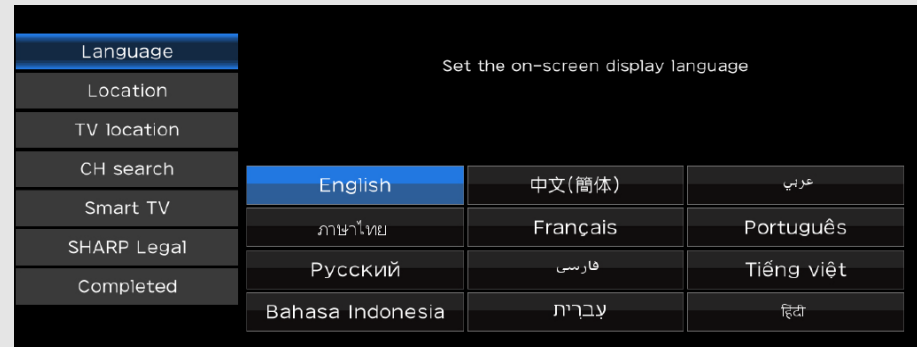 Language
Location
TV location
CH search
Smart TV
SHARP Legal
Completed
Set the on-screen display language
English
中文(簡体)
عربي
ภาษาไทย
Français
Português
Русский
فارسی
Tiếng việt
Bahasa Indonesia
עִברִית
हिंदी